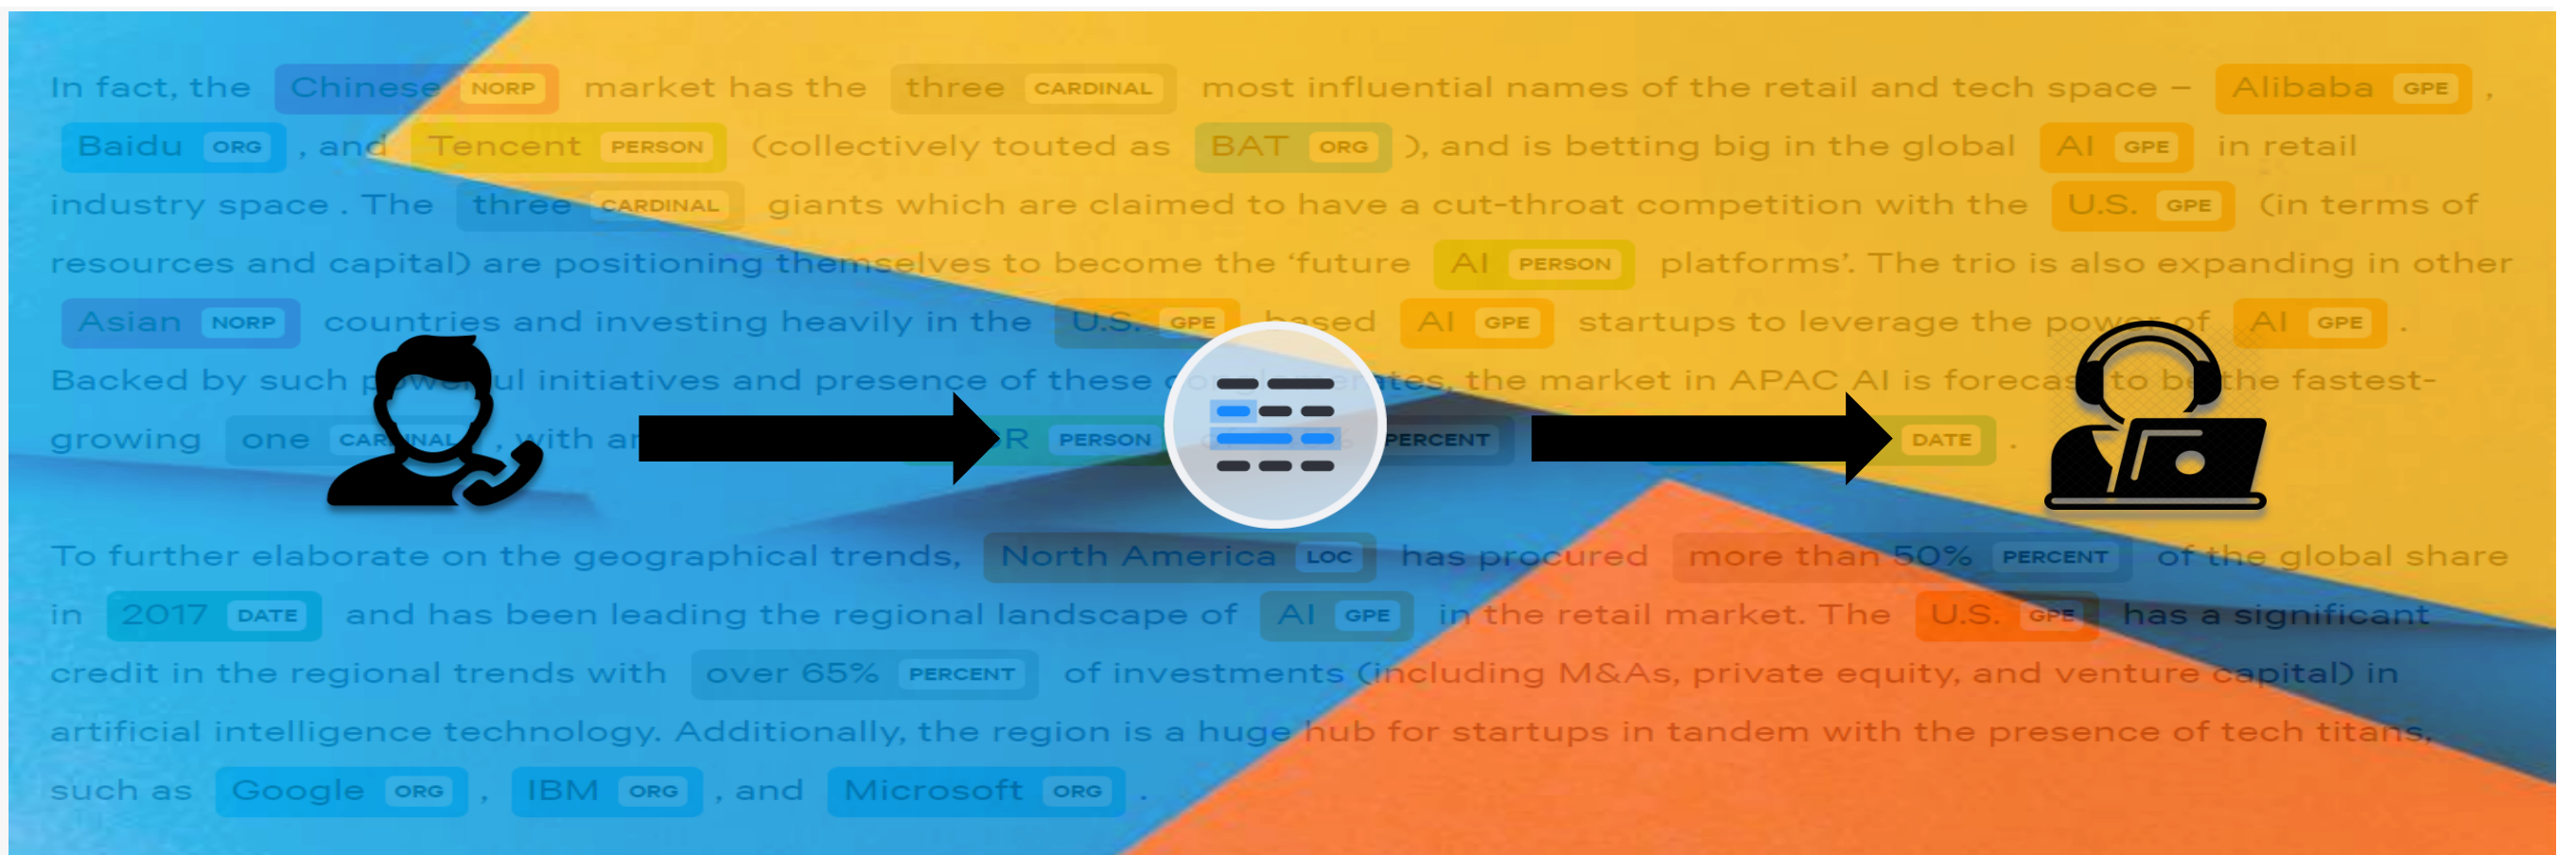 In fact, the Chinese NORP market has the three CARDINAL most influential names of the retail and tech space – Alibaba GPE ,
Baidu ORG , and Tencent PERSON (collectively touted as BAT ORG ), and is betting big in the global AI GPE in retail
industry space . The three CARDINAL giants which are claimed to have a cut-throat competition with the U.S. GPE (in terms of
resources and capital) are positioning themselves to become the ‘future AI PERSON platforms’. The trio is also expanding in other
Asian NORP countries and investing heavily in the U.S. GPE based AI GPE startups to leverage the power of AI GPE .
Backed by such powerful initiatives and presence of these conglomerates, the market in APAC AI is forecast to be the fastest-
growing one CARDINAL , with PERSON PERCENT DATE .
To further elaborate on the geographical trends, North America LOC has procured more than 50% PERCENT of the global share
in 2017 DATE and has been leading the regional landscape of AI GPE in the retail market. The U.S. GPE has a significant
credit in the regional trends with over 65% PERCENT of investments (including M&As, private equity, and venture capital) in
artificial intelligence technology. Additionally, the region is a huge hub for startups in tandem with the presence of tech titans,
such as Google ORG , IBM ORG , and Microsoft ORG .